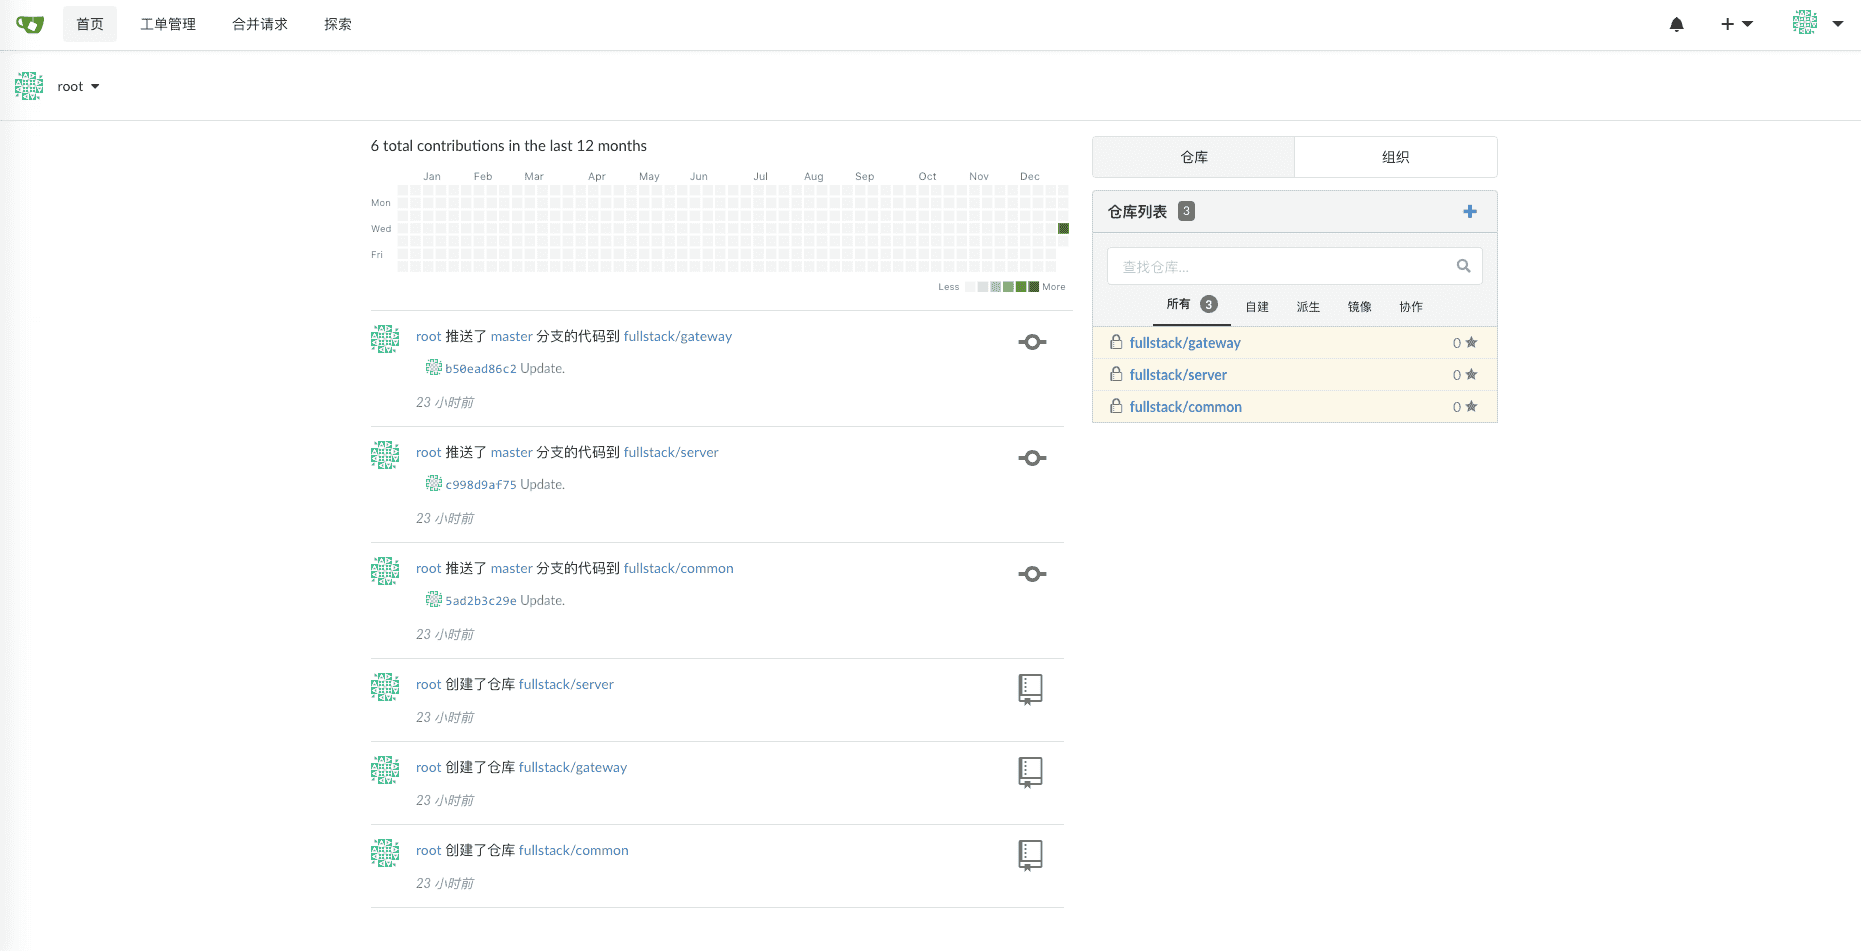 首页 工单管理 合并请求 探索
root
6 total contributions in the last 12 months
Jan Feb Mar Apr May Jun Jul Aug Sep Oct Nov Dec
Mon
Wed
Fri
Less More
root 推送了 master 分支的代码到 fullstack/gateway
b50ead86c2 Update.
23 小时前
root 推送了 master 分支的代码到 fullstack/server
c998d9af75 Update.
23 小时前
root 推送了 master 分支的代码到 fullstack/common
5ad2b3c29e Update.
23 小时前
root 创建了仓库 fullstack/server
23 小时前
root 创建了仓库 fullstack/gateway
23 小时前
root 创建了仓库 fullstack/common
23 小时前
仓库 组织
仓库列表 3
查找仓库...
所有 3 自建 派生 镜像 协作
fullstack/gateway 0
fullstack/server 0
fullstack/common 0